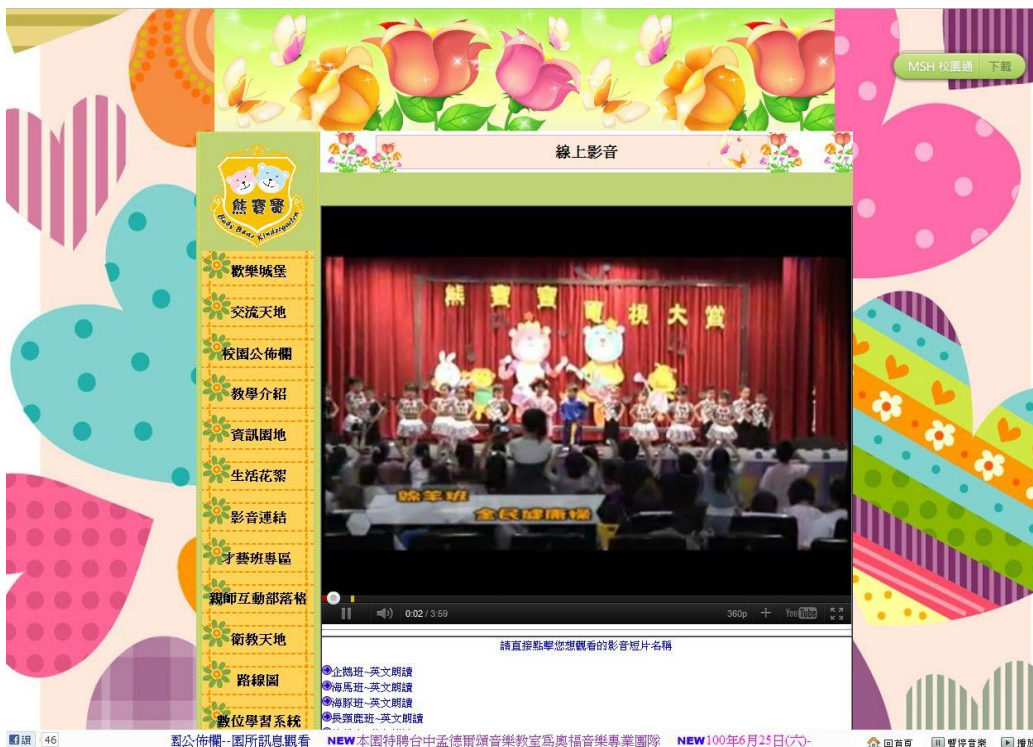 MSH 校園通 下載
線上影音
熊寶寶
Baby Bear Kindergarten
歡樂城堡
交流天地
校園公佈欄
教學介紹
資訊園地
生活花絮
影音連結
才藝班專區
親師互動部落格
衛教天地
路線圖
數位學習系統
熊寶寶電視大賞
綿羊班
全民健康操
0:02 / 3:59
360p
YouTube
請直接點擊您想觀看的影音短片名稱
企鵝班~英文朗讀
海馬班~英文朗讀
海豚班~英文朗讀
長頸鹿班~英文朗讀
讚 46
園公佈欄--園所訊息觀看 NEW本園特聘台中孟德爾頌音樂教室為奧福音樂專業團隊 NEW100年6月25日(六)-
回首頁 暫停音樂